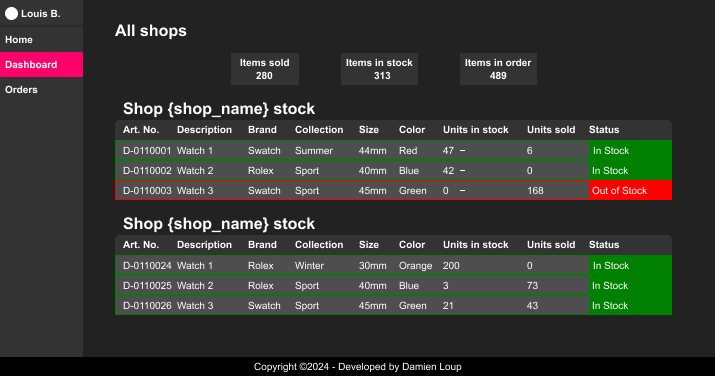 Louis B.
Home
Dashboard
Orders
All shops
Items sold
280
Items in stock
313
Items in order
489
Shop {shop_name} stock
Art. No. Description Brand Collection Size Color Units in stock Units sold Status
D-0110001 Watch 1 Swatch Summer 44mm Red 47 – 6 In Stock
D-0110002 Watch 2 Rolex Sport 40mm Blue 42 – 0 In Stock
D-0110003 Watch 3 Swatch Sport 45mm Green 0 – 168 Out of Stock
Shop {shop_name} stock
Art. No. Description Brand Collection Size Color Units in stock Units sold Status
D-0110024 Watch 1 Rolex Winter 30mm Orange 200 0 In Stock
D-0110025 Watch 2 Rolex Sport 40mm Blue 3 73 In Stock
D-0110026 Watch 3 Swatch Sport 45mm Green 21 43 In Stock
Copyright ©2024 - Developed by Damien Loup